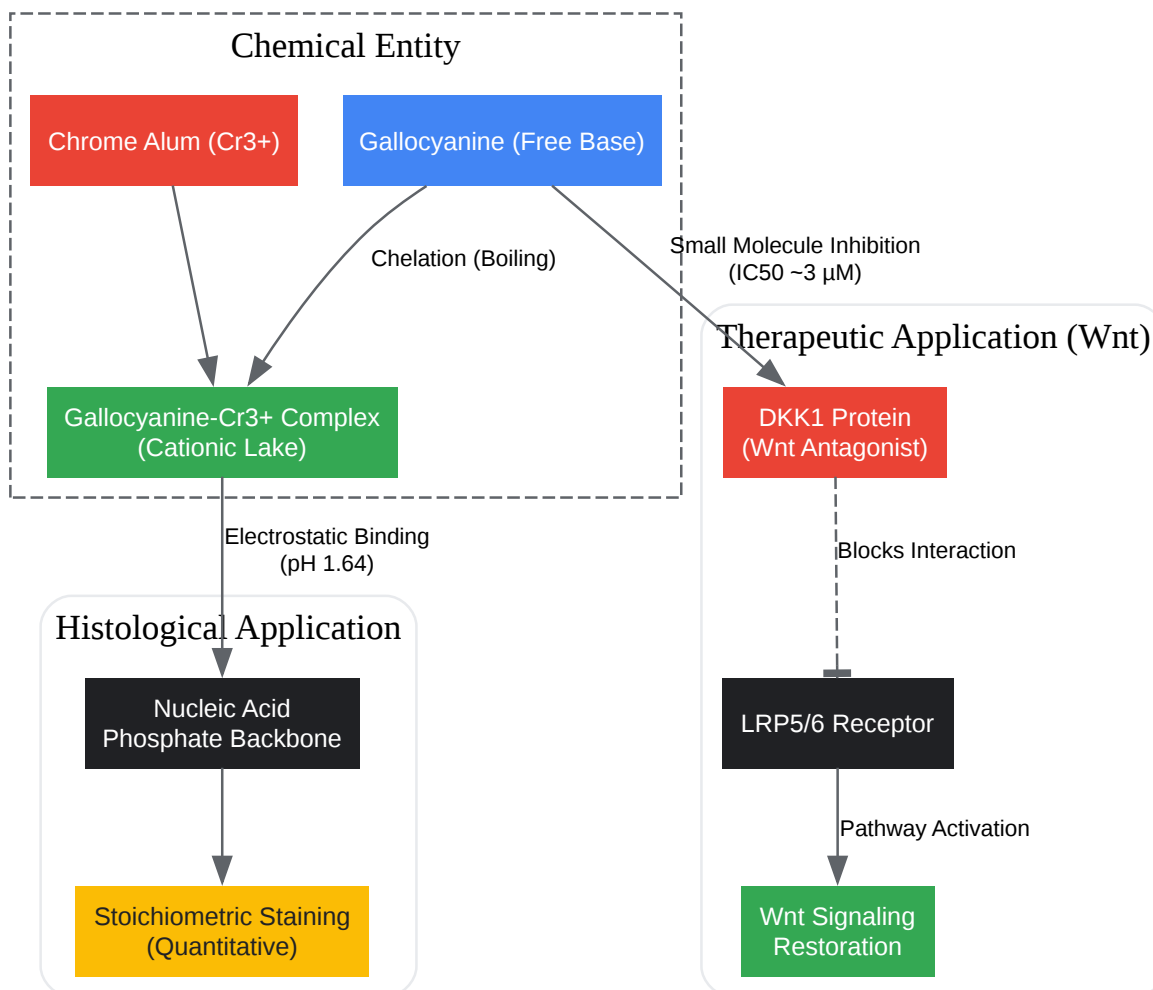 Chemical Entity
Chrome Alum (Cr3+)
Gallocyanine (Free Base)
Chelation (Boiling)
Small Molecule Inhibition
(IC50 ~3 µM)
Therapeutic Application (Wnt)
Gallocyanine-Cr3+ Complex
(Cationic Lake)
DKK1 Protein
(Wnt Antagonist)
Electrostatic Binding
(pH 1.64)
Blocks Interaction
Histological Application
Nucleic Acid
Phosphate Backbone
LRP5/6 Receptor
Pathway Activation
Stoichiometric Staining
(Quantitative)
Wnt Signaling
Restoration